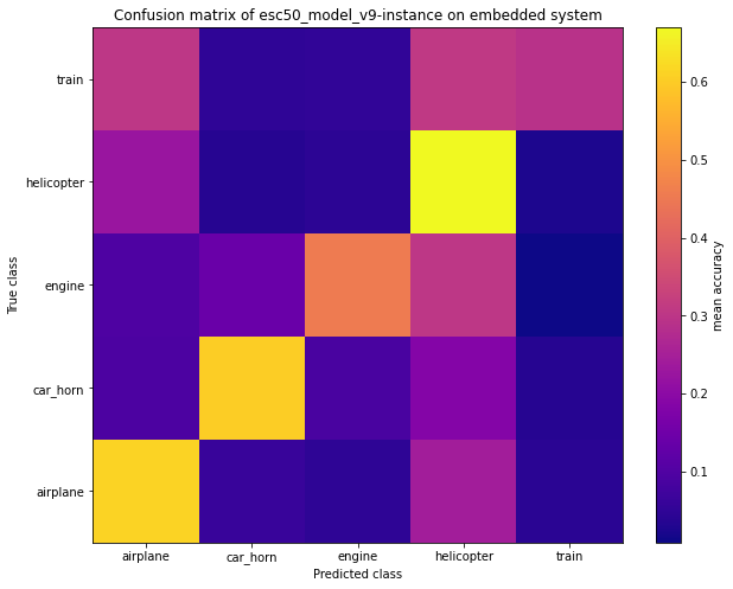 Confusion matrix of esc50_model_v9-instance on embedded system
train
helicopter
engine
car_horn
airplane
True class
airplane car_horn engine helicopter train
Predicted class
0.6
0.5
0.4
0.3
0.2
0.1
mean accuracy